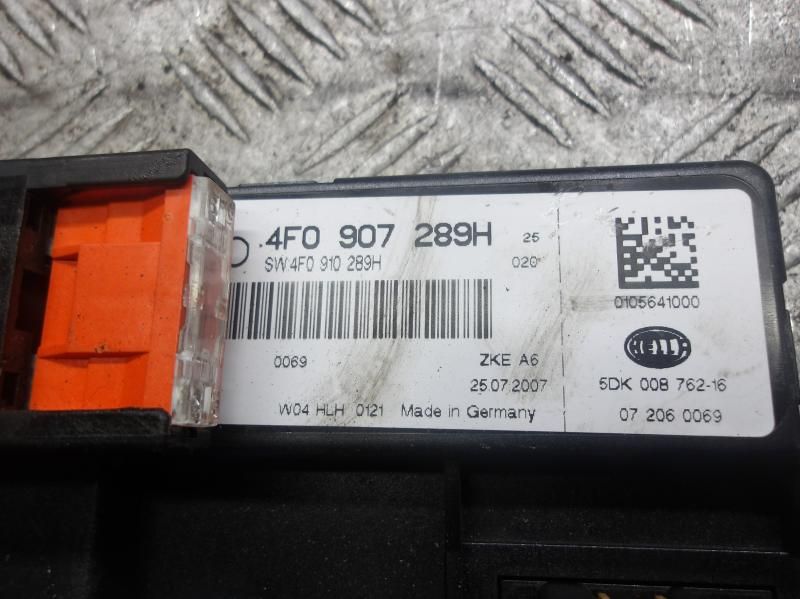 4F0 907 289H 25
SW 4F0 910 289H 020
0069 ZKE A6
25.07.2007
W04 HLH 0121 Made in Germany
0105641000
HELLA
5DK 008 762-16
07 206 0069